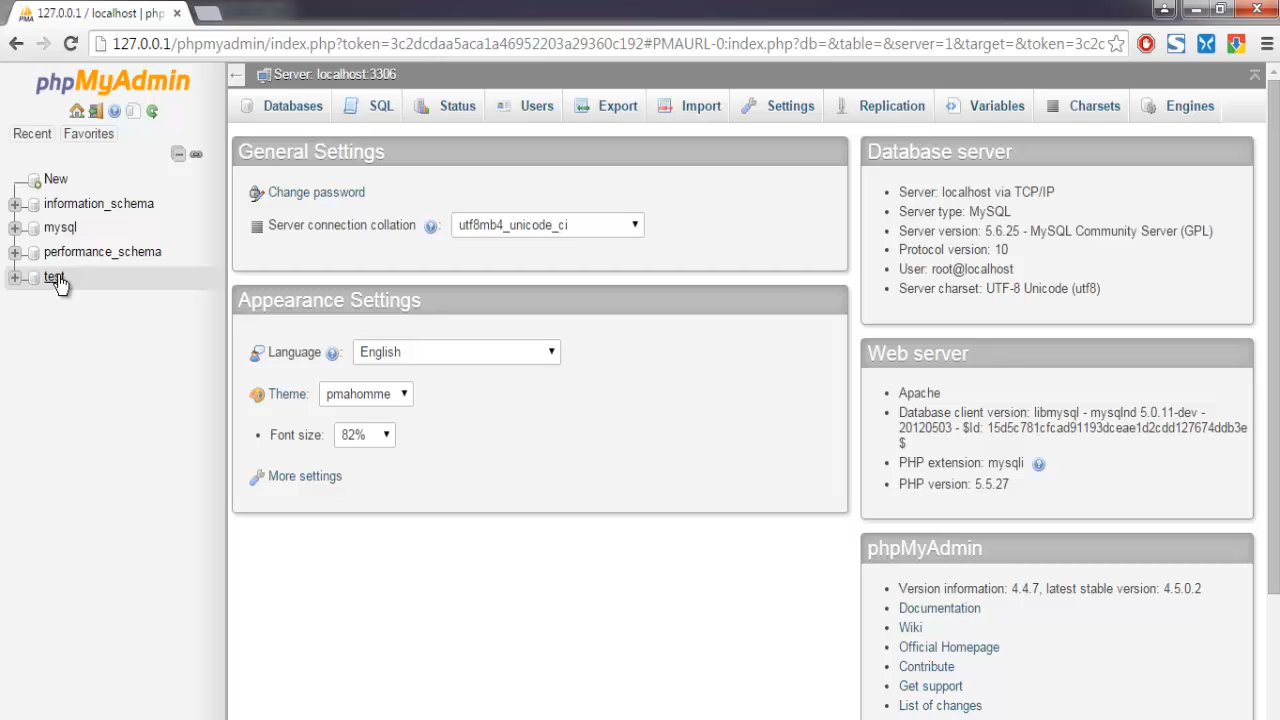 127.0.0.1 / localhost | php
127.0.0.1/phpmyadmin/index.php?token=3c2dcdaa5aca1a46952203329360c192#PMAURL-0:index.php?db=&table=&server=1&target=&token=3c2c
phpMyAdmin
Recent Favorites
New
information_schema
mysql
performance_schema
test
Server: localhost:3306
Databases SQL Status Users Export Import Settings Replication Variables Charsets Engines
General Settings
Change password
Server connection collation : utf8mb4_unicode_ci
Appearance Settings
Language : English
Theme: pmahomme
• Font size: 82%
More settings
Database server
• Server: localhost via TCP/IP
• Server type: MySQL
• Server version: 5.6.25 - MySQL Community Server (GPL)
• Protocol version: 10
• User: root@localhost
• Server charset: UTF-8 Unicode (utf8)
Web server
• Apache
• Database client version: libmysql - mysqlnd 5.0.11-dev -
20120503 - $Id: 15d5c781cfcad91193dceae1d2cdd127674ddb3e
$
• PHP extension: mysqli
• PHP version: 5.5.27
phpMyAdmin
• Version information: 4.4.7, latest stable version: 4.5.0.2
• Documentation
• Wiki
• Official Homepage
• Contribute
• Get support
• List of changes